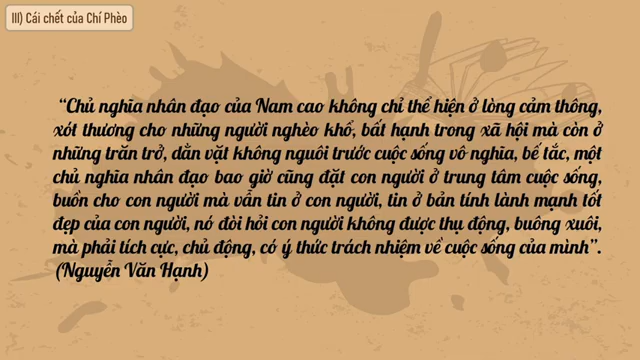 III) Cái chết của Chí Phèo
“Chủ nghĩa nhân đạo của Nam cao không chỉ thể hiện ở lòng cảm thông,
xót thương cho những người nghèo khổ, bất hạnh trong xã hội mà còn ở
những trăn trở, dằn vặt không nguôi trước cuộc sống vô nghĩa, bế tắc, một
chủ nghĩa nhân đạo bao giờ cũng đặt con người ở trung tâm cuộc sống,
buồn cho con người mà vẫn tin ở con người, tin ở bản tính lành mạnh tốt
đẹp của con người, nó đòi hỏi con người không được thụ động, buông xuôi,
mà phải tích cực, chủ động, có ý thức trách nhiệm về cuộc sống của mình”.
(Nguyễn Văn Hạnh)